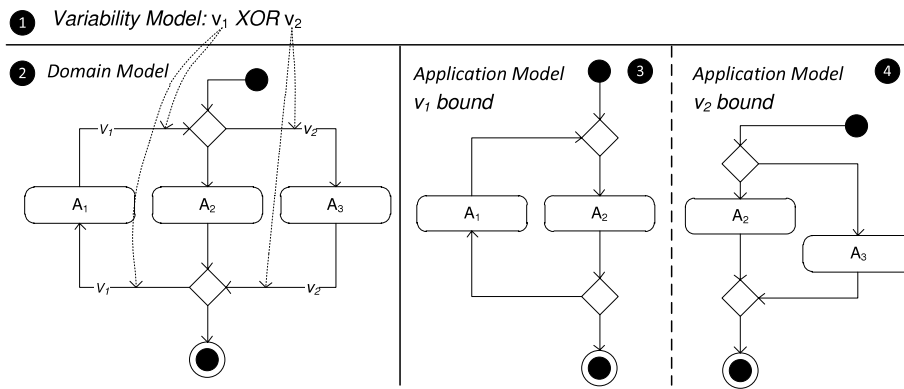 1 Variability Model: v1 XOR v2
2 Domain Model
v1
v2
A1
A2
A3
v1
v2
Application Model 3
v1 bound
A1
A2
Application Model 4
v2 bound
A2
A3